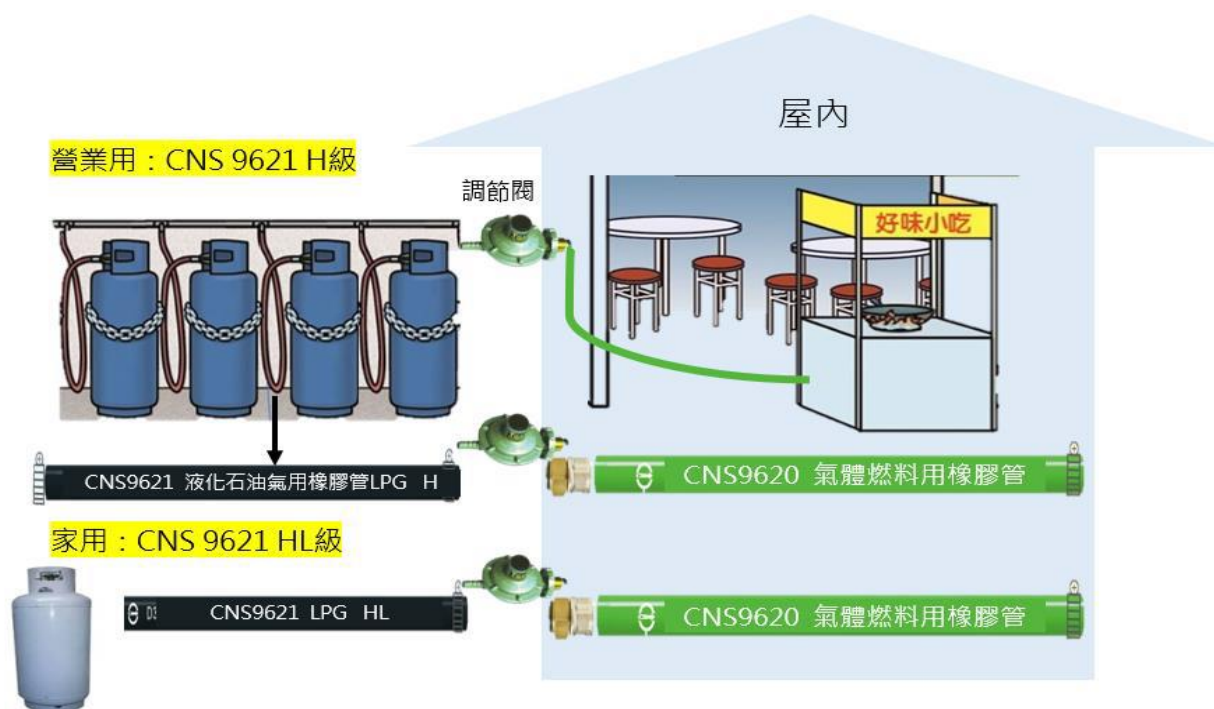 屋內
營業用：CNS 9621 H級
調節閥
好味小吃
CNS9621 液化石油氣用橡膠管LPG H
CNS9620 氣體燃料用橡膠管
家用：CNS 9621 HL級
CNS9621 LPG HL
CNS9620 氣體燃料用橡膠管